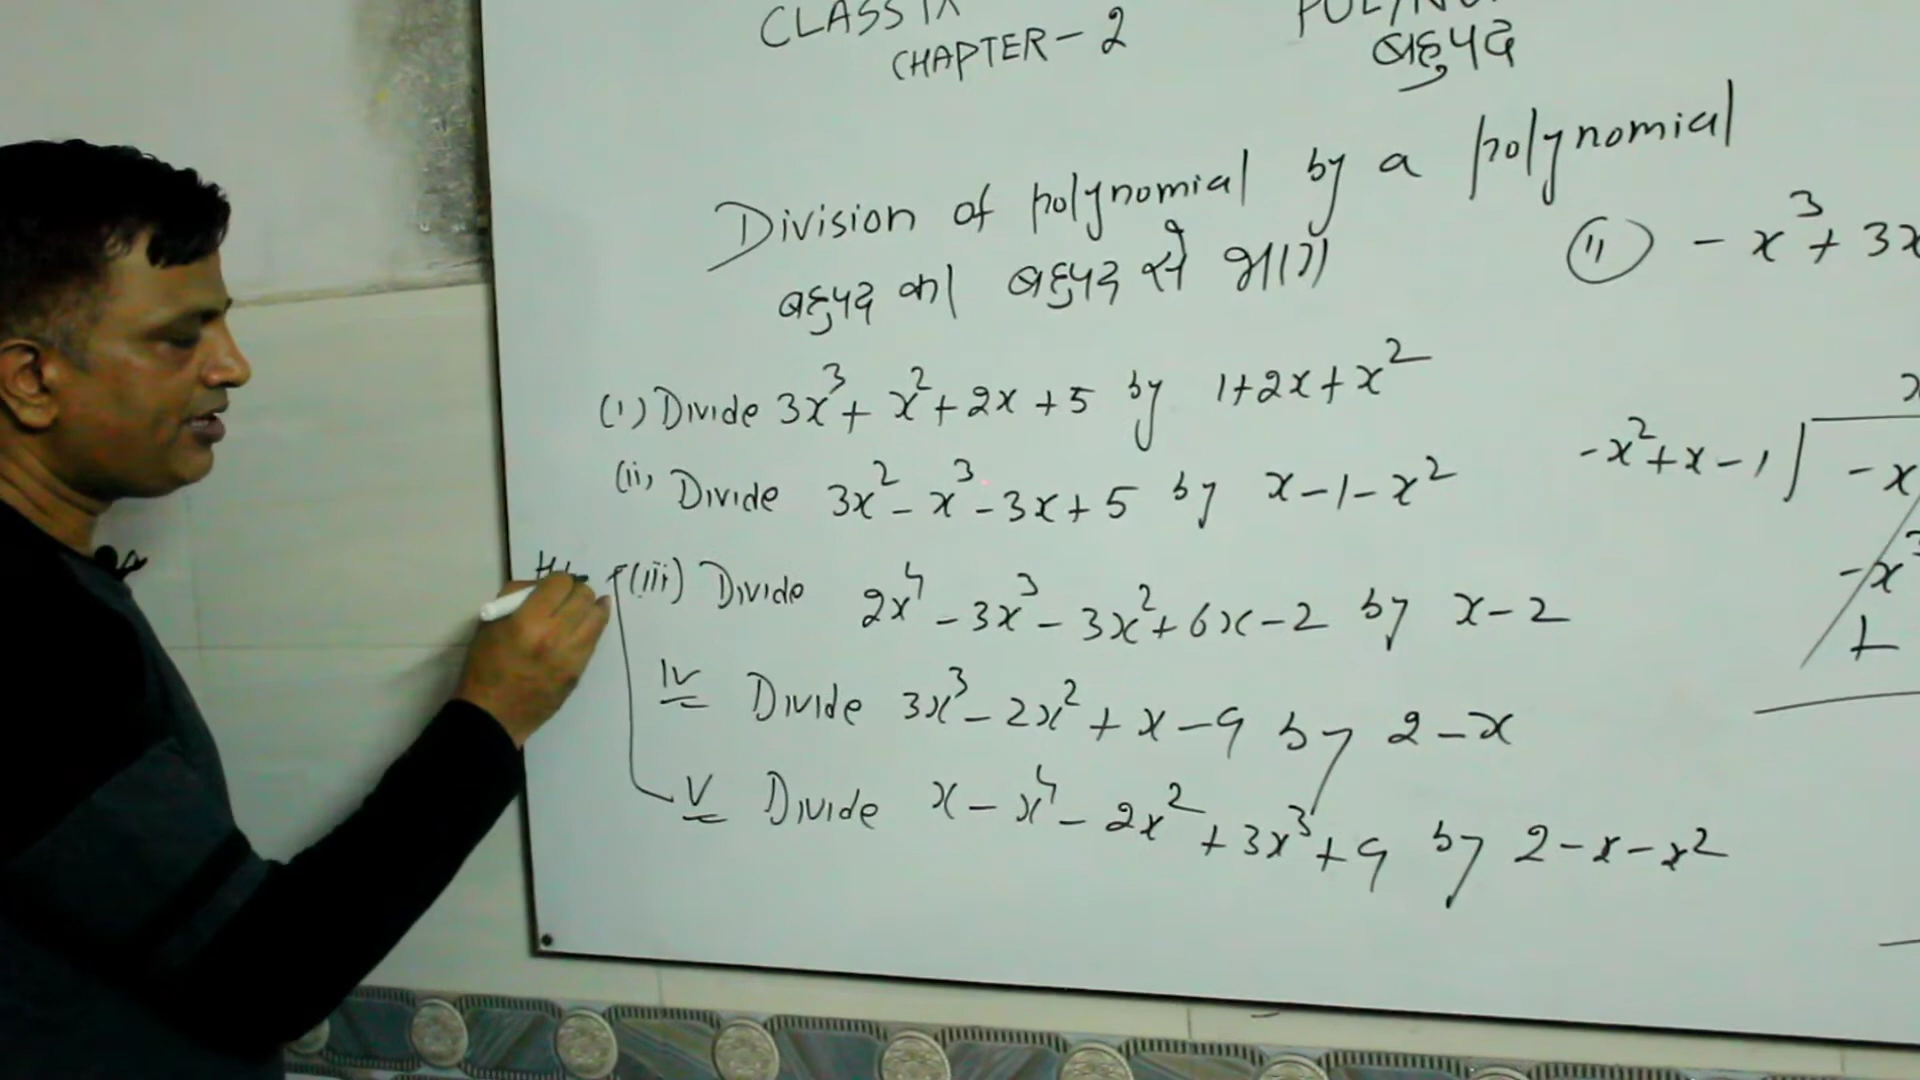 CLASS IX
CHAPTER - 2
बहुपद
Division of polynomial by a polynomial
बहुपद का बहुपद से भाग
(i) Divide 3x³ + x² + 2x + 5 by 1+2x+x²
(ii) Divide 3x² - x³ - 3x + 5 by x-1-x²
(iii) Divide 2x⁴ - 3x³ - 3x² + 6x - 2 by x-2
iv Divide 3x³ - 2x² + x - 9 by 2-x
v Divide x - x⁴ - 2x² + 3x³ + 9 by 2-x-x²
(ii) - x³ + 3x
-x²+x-1 ) -x
-x³
+